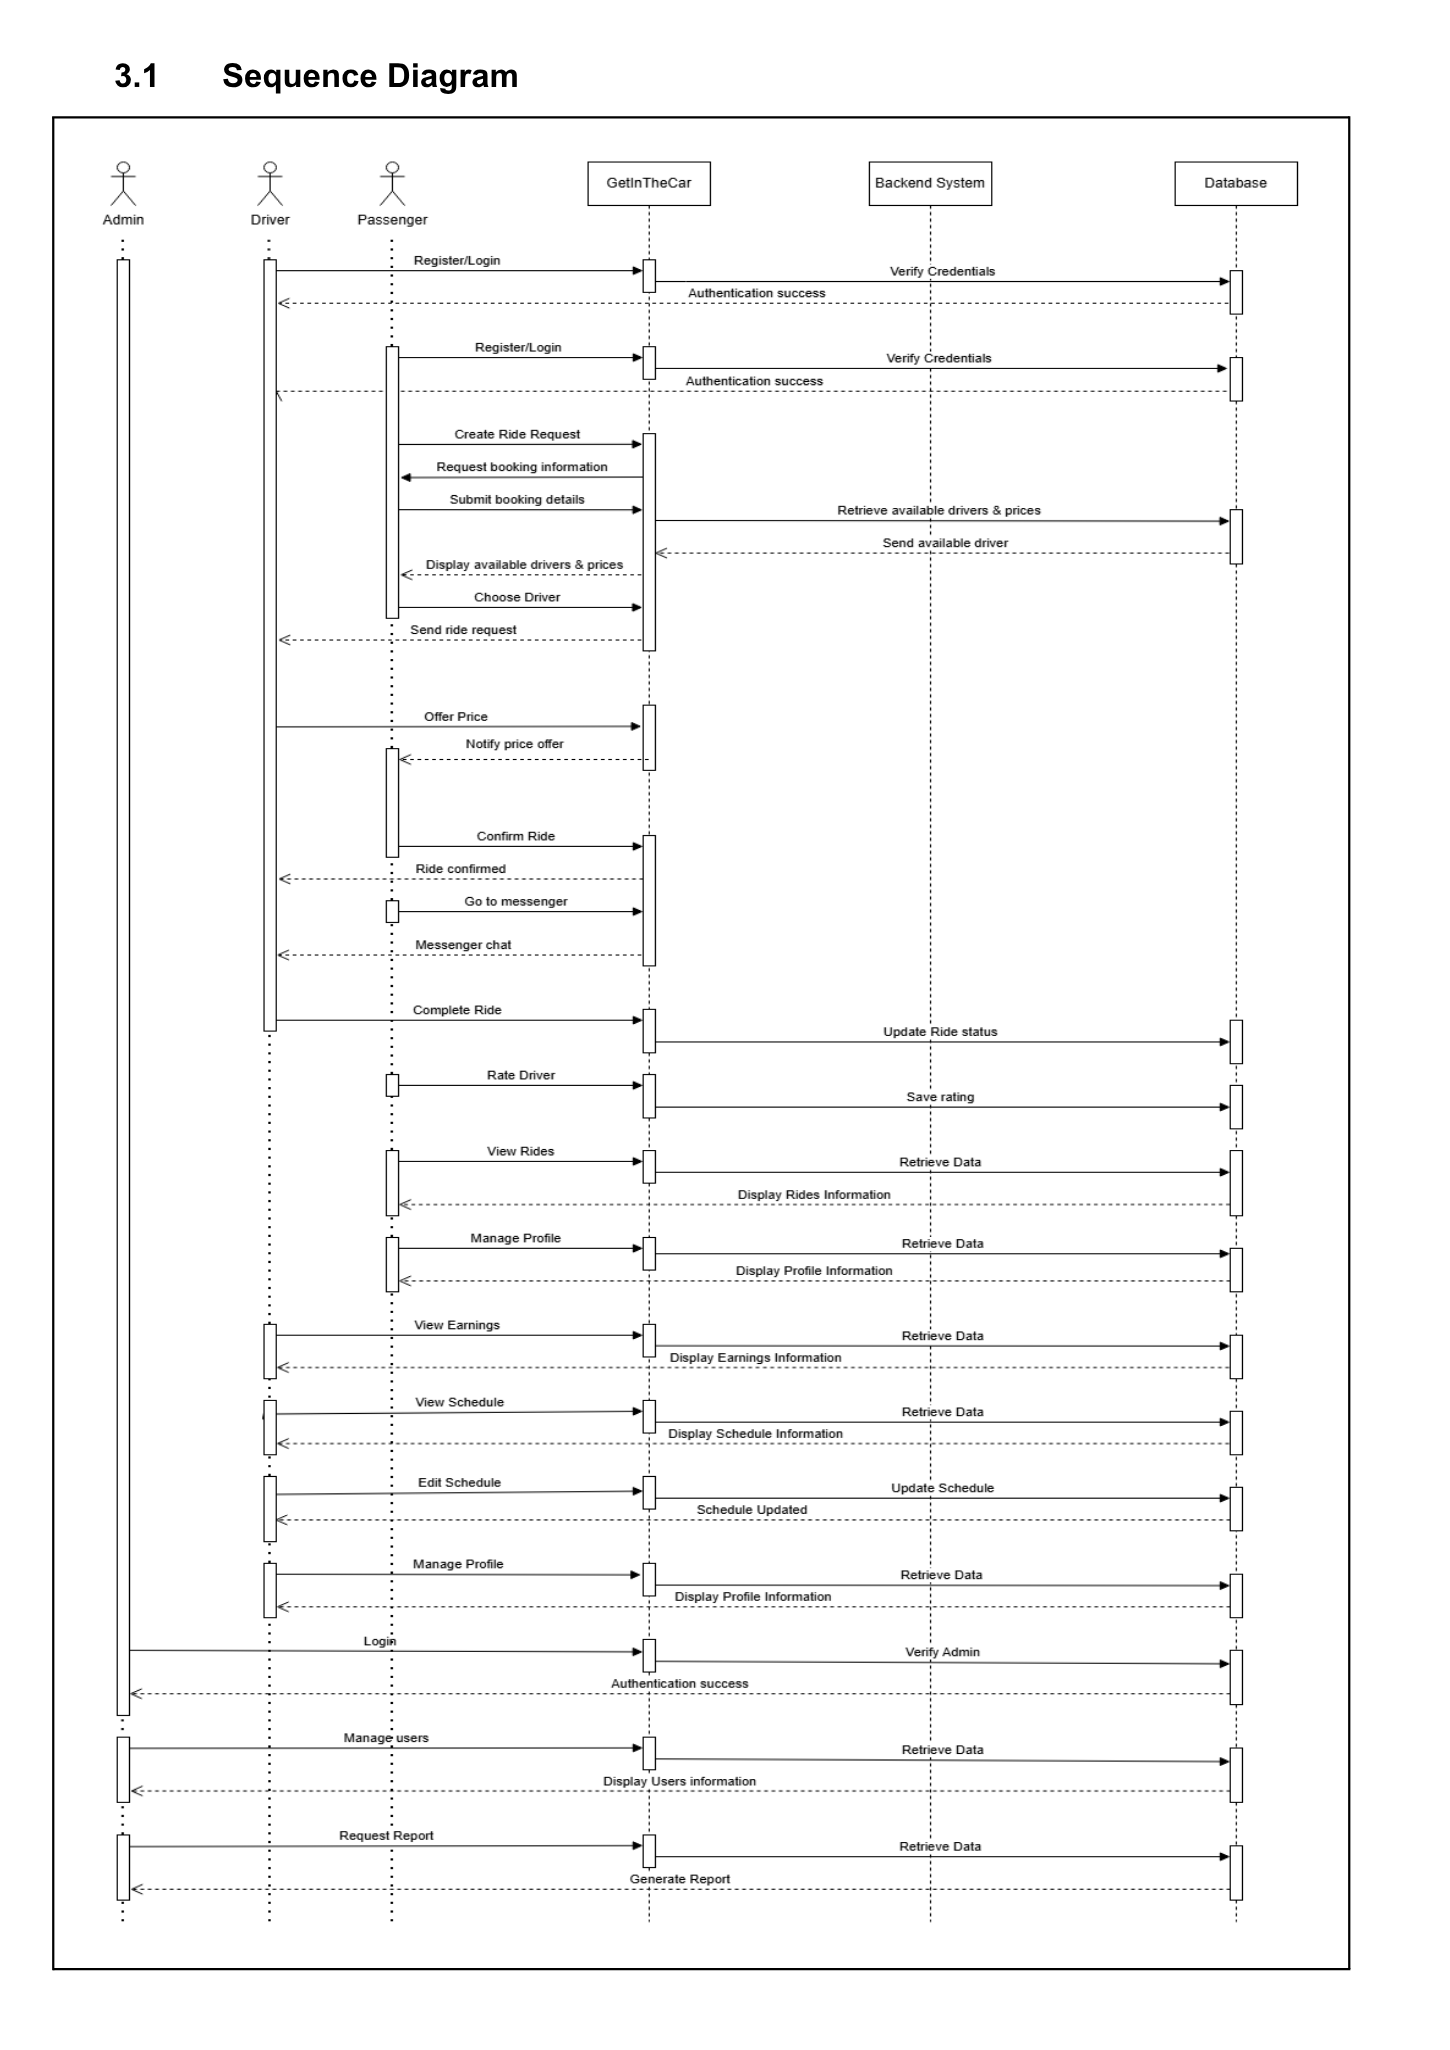 3.1 Sequence Diagram
GetInTheCar
Backend System
Database
Admin
Driver
Passenger
Register/Login
Verify Credentials
Authentication success
Register/Login
Verify Credentials
Authentication success
Create Ride Request
Request booking information
Submit booking details
Retrieve available drivers & prices
Send available driver
Display available drivers & prices
Choose Driver
Send ride request
Offer Price
Notify price offer
Confirm Ride
Ride confirmed
Go to messenger
Messenger chat
Complete Ride
Update Ride status
Rate Driver
Save rating
View Rides
Retrieve Data
Display Rides Information
Manage Profile
Retrieve Data
Display Profile Information
View Earnings
Retrieve Data
Display Earnings Information
View Schedule
Retrieve Data
Display Schedule Information
Edit Schedule
Update Schedule
Schedule Updated
Manage Profile
Retrieve Data
Display Profile Information
Login
Verify Admin
Authentication success
Manage users
Retrieve Data
Display Users information
Request Report
Retrieve Data
Generate Report